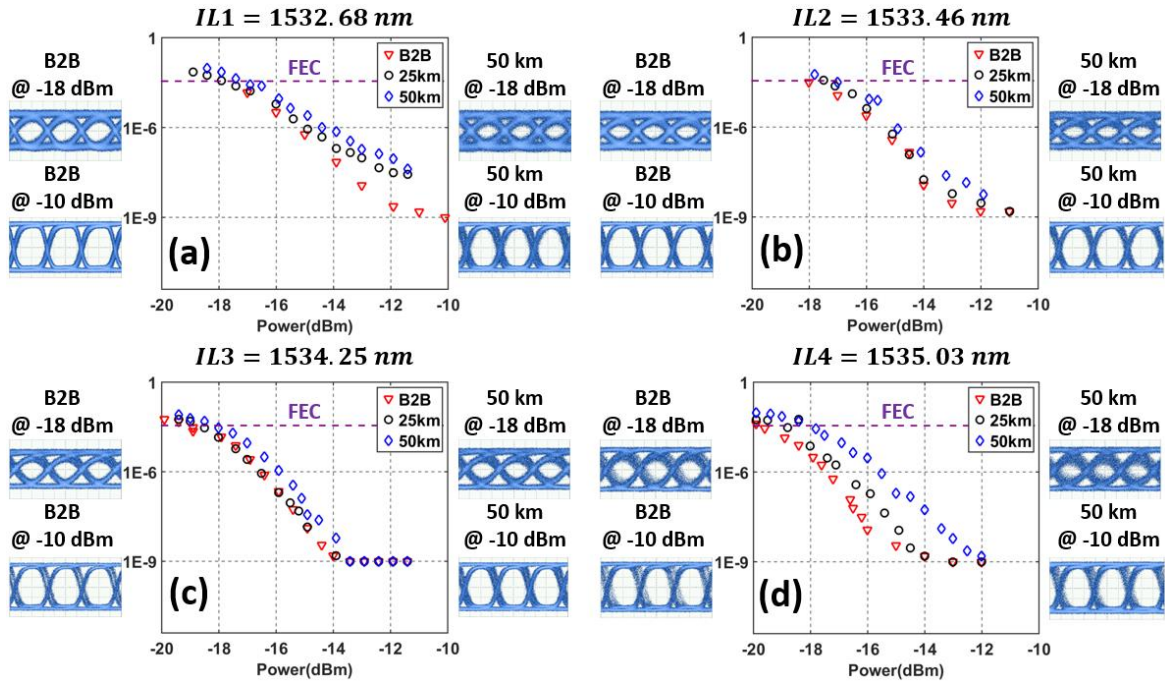 IL1 = 1532.68 nm
B2B
@ -18 dBm
B2B
@ -10 dBm
1
1E-6
1E-9
FEC
B2B
25km
50km
(a)
-20 -18 -16 -14 -12 -10
Power(dBm)
50 km
@ -18 dBm
50 km
@ -10 dBm
IL2 = 1533.46 nm
B2B
@ -18 dBm
B2B
@ -10 dBm
1
1E-6
1E-9
FEC
B2B
25km
50km
(b)
-20 -18 -16 -14 -12 -10
Power(dBm)
50 km
@ -18 dBm
50 km
@ -10 dBm
IL3 = 1534.25 nm
B2B
@ -18 dBm
B2B
@ -10 dBm
1
1E-6
1E-9
FEC
B2B
25km
50km
(c)
-20 -18 -16 -14 -12 -10
Power(dBm)
50 km
@ -18 dBm
50 km
@ -10 dBm
IL4 = 1535.03 nm
B2B
@ -18 dBm
B2B
@ -10 dBm
1
1E-6
1E-9
FEC
B2B
25km
50km
(d)
-20 -18 -16 -14 -12 -10
Power(dBm)
50 km
@ -18 dBm
50 km
@ -10 dBm